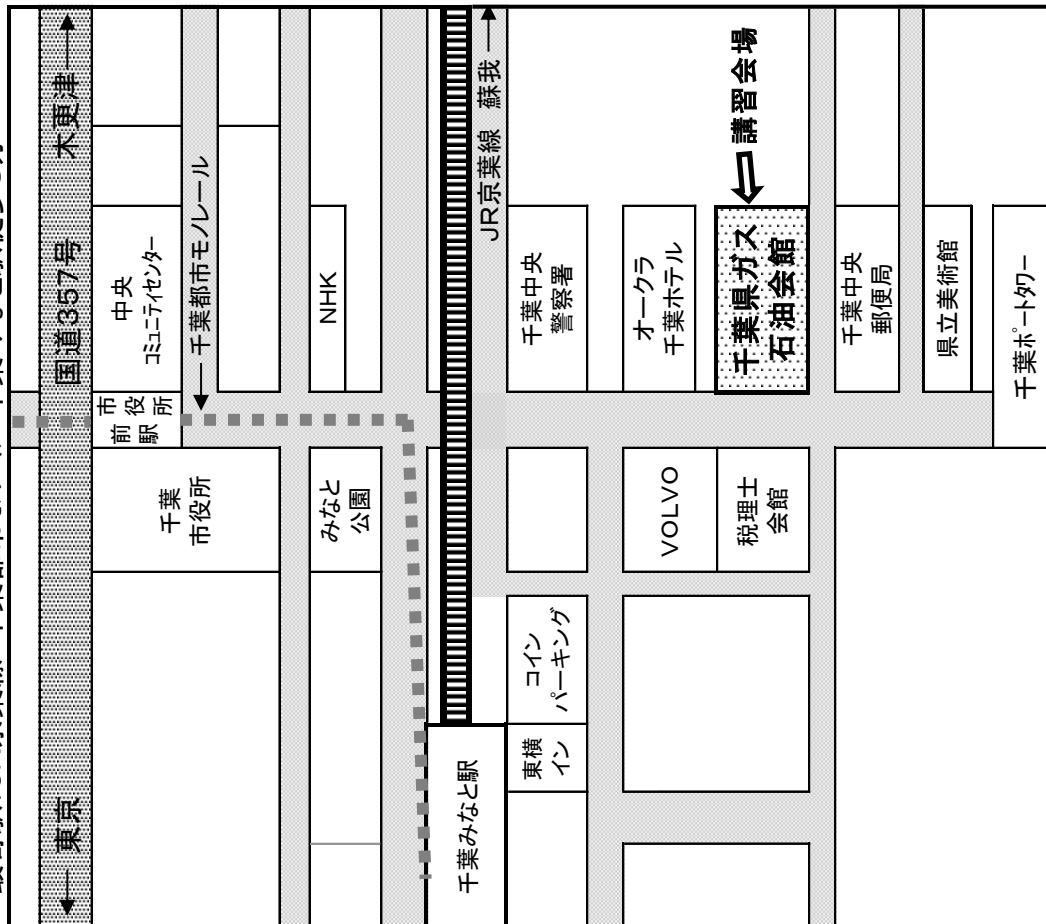 ← 東京
国道357号
木更津 →
千葉
市役所
市役所
前駅
中央
コミュニティセンター
← 千葉都市モノレール
みなと
公園
NHK
千葉みなと駅
JR京葉線 蘇我 →
東横
イン
コイン
パーキング
千葉中央
警察署
VOLVO
オークラ
千葉ホテル
税理士
会館
千葉県ガス
石油会館
講習会場
千葉中央
郵便局
県立美術館
千葉ポートタワー